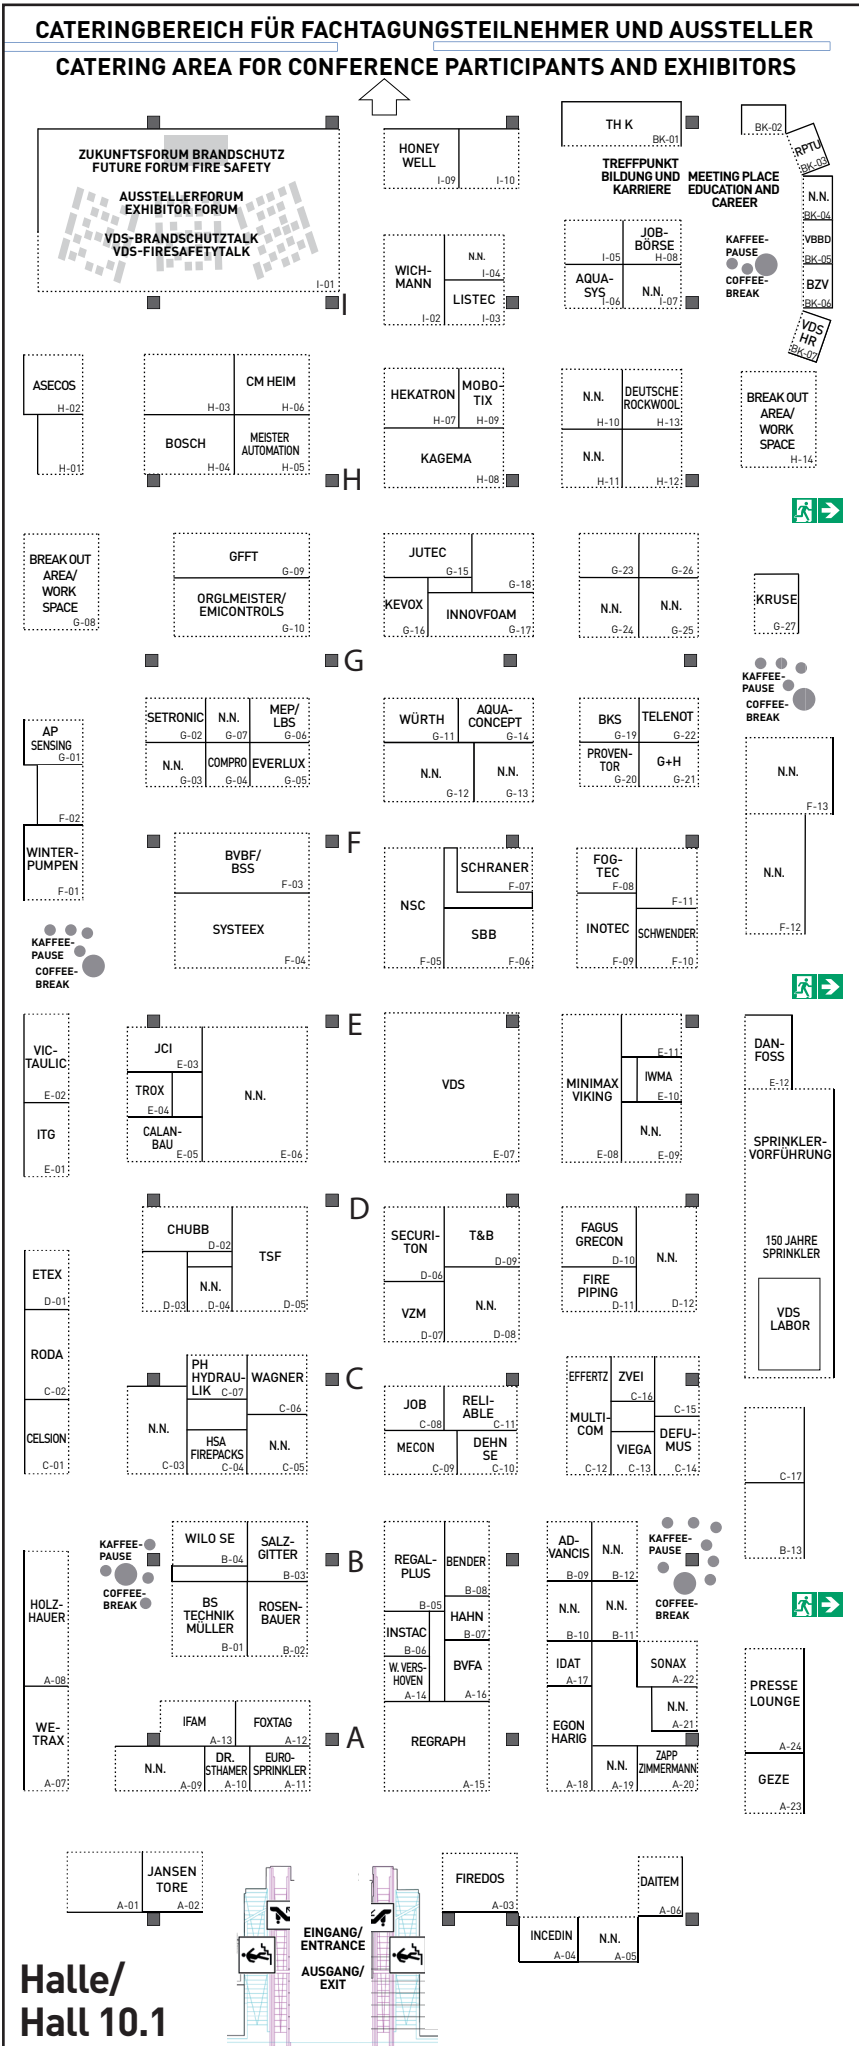 CATERINGBEREICH FÜR FACHTAGUNGSTEILNEHMER UND AUSSTELLER
CATERING AREA FOR CONFERENCE PARTICIPANTS AND EXHIBITORS
ZUKUNFTSFORUM BRANDSCHUTZ
FUTURE FORUM FIRE SAFETY
AUSSTELLERFORUM
EXHIBITOR FORUM
VDS-BRANDSCHUTZTALK
VDS-FIRESAFETYTALK
I-01
HONEY
WELL
I-09
I-10
TH K
BK-01
BK-02
RPTU
BK-03
TREFFPUNKT
BILDUNG UND
KARRIERE
MEETING PLACE
EDUCATION AND
CAREER
N.N.
BK-04
VBBD
BK-05
BZV
BK-06
VDS
HR
BK-07
KAFFEE-
PAUSE
COFFEE-
BREAK
WICH-
MANN
I-02
N.N.
I-04
LISTEC
I-03
I-05
JOB-
BÖRSE
H-08
AQUA-
SYS
I-06
N.N.
I-07
I
ASECOS
H-02
H-01
H-03
CM HEIM
H-06
BOSCH
H-04
MEISTER
AUTOMATION
H-05
HEKATRON
H-07
MOBO-
TIX
H-09
KAGEMA
H-08
N.N.
H-10
DEUTSCHE
ROCKWOOL
H-13
N.N.
H-11
H-12
BREAK OUT
AREA/
WORK
SPACE
H-14
H
BREAK OUT
AREA/
WORK
SPACE
G-08
GFFT
G-09
ORGLMEISTER/
EMICONTROLS
G-10
JUTEC
G-15
G-18
KEVOX
G-16
INNOVFOAM
G-17
G-23
G-26
N.N.
G-24
N.N.
G-25
KRUSE
G-27
G
KAFFEE-
PAUSE
COFFEE-
BREAK
AP
SENSING
G-01
F-02
WINTER-
PUMPEN
F-01
SETRONIC
G-02
N.N.
G-07
MEP/
LBS
G-06
N.N.
G-03
COMPRO
G-04
EVERLUX
G-05
WÜRTH
G-11
AQUA-
CONCEPT
G-14
N.N.
G-12
N.N.
G-13
BKS
G-19
TELENOT
G-22
PROVEN-
TOR
G-20
G+H
G-21
N.N.
F-13
N.N.
F-12
F
BVBF/
BSS
F-03
SYSTEEX
F-04
NSC
F-05
SCHRANER
F-07
SBB
F-06
FOG-
TEC
F-08
F-11
INOTEC
F-09
SCHWENDER
F-10
KAFFEE-
PAUSE
COFFEE-
BREAK
E
VIC-
TAULIC
E-02
ITG
E-01
JCI
E-03
TROX
E-04
CALAN-
BAU
E-05
N.N.
E-06
VDS
E-07
MINIMAX
VIKING
E-08
E-11
IWMA
E-10
N.N.
E-09
DAN-
FOSS
E-12
SPRINKLER-
VORFÜHRUNG
150 JAHRE
SPRINKLER
VDS
LABOR
D
ETEX
D-01
RODA
C-02
CELSION
C-01
CHUBB
D-02
D-03
N.N.
D-04
TSF
D-05
SECURI-
TON
D-06
T&B
D-09
VZM
D-07
N.N.
D-08
FAGUS
GRECON
D-10
FIRE
PIPING
D-11
N.N.
D-12
C
N.N.
C-03
PH
HYDRAU-
LIK
C-07
WAGNER
C-06
HSA
FIREPACKS
C-04
N.N.
C-05
JOB
C-08
RELI-
ABLE
C-11
MECON
C-09
DEHN
SE
C-10
EFFERTZ
MULTI-
COM
C-12
ZVEI
C-16
C-15
VIEGA
C-13
DEFU-
MUS
C-14
C-17
B-13
B
KAFFEE-
PAUSE
COFFEE-
BREAK
HOLZ-
HAUER
A-08
WE-
TRAX
A-07
WILO SE
B-04
SALZ-
GITTER
B-03
BS
TECHNIK
MÜLLER
B-01
ROSEN-
BAUER
B-02
REGAL-
PLUS
B-05
BENDER
B-08
HAHN
B-07
INSTAC
B-06
W. VERS-
HOVEN
A-14
BVFA
A-16
REGRAPH
A-15
AD-
VANCIS
B-09
N.N.
B-12
N.N.
B-10
N.N.
B-11
IDAT
A-17
SONAX
A-22
N.N.
A-21
EGON
HARIG
A-18
N.N.
A-19
ZAPP
ZIMMERMANN
A-20
KAFFEE-
PAUSE
COFFEE-
BREAK
PRESSE
LOUNGE
A-24
GEZE
A-23
A
IFAM
A-13
FOXTAG
A-12
N.N.
A-09
DR.
STHAMER
A-10
EURO-
SPRINKLER
A-11
A-01
JANSEN
TORE
A-02
FIREDOS
A-03
INCEDIN
A-04
N.N.
A-05
DAITEM
A-06
EINGANG/
ENTRANCE
AUSGANG/
EXIT
Halle/
Hall 10.1